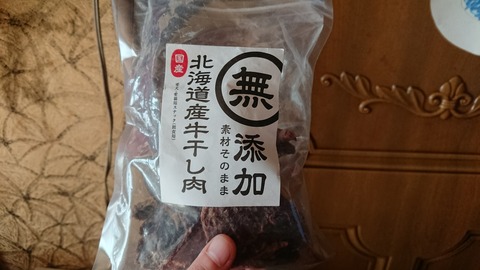 無添加
素材そのまま
国産
北海道産牛干し肉